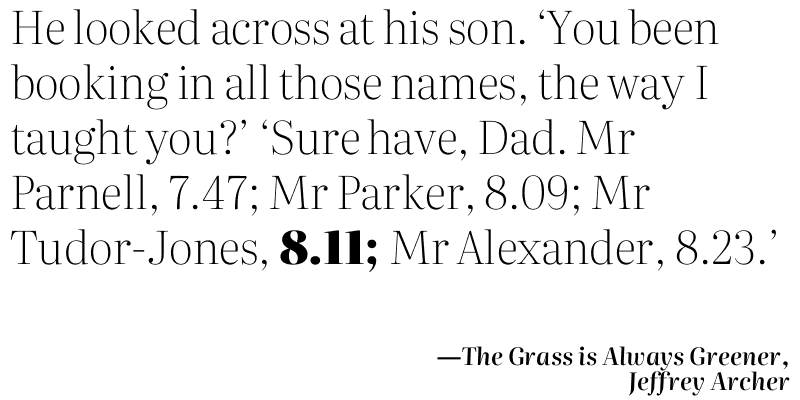 He looked across at his son. ‘You been
booking in all those names, the way I
taught you?’ ‘Sure have, Dad. Mr
Parnell, 7.47; Mr Parker, 8.09; Mr
Tudor-Jones, 8.11; Mr Alexander, 8.23.’
—The Grass is Always Greener,
Jeffrey Archer